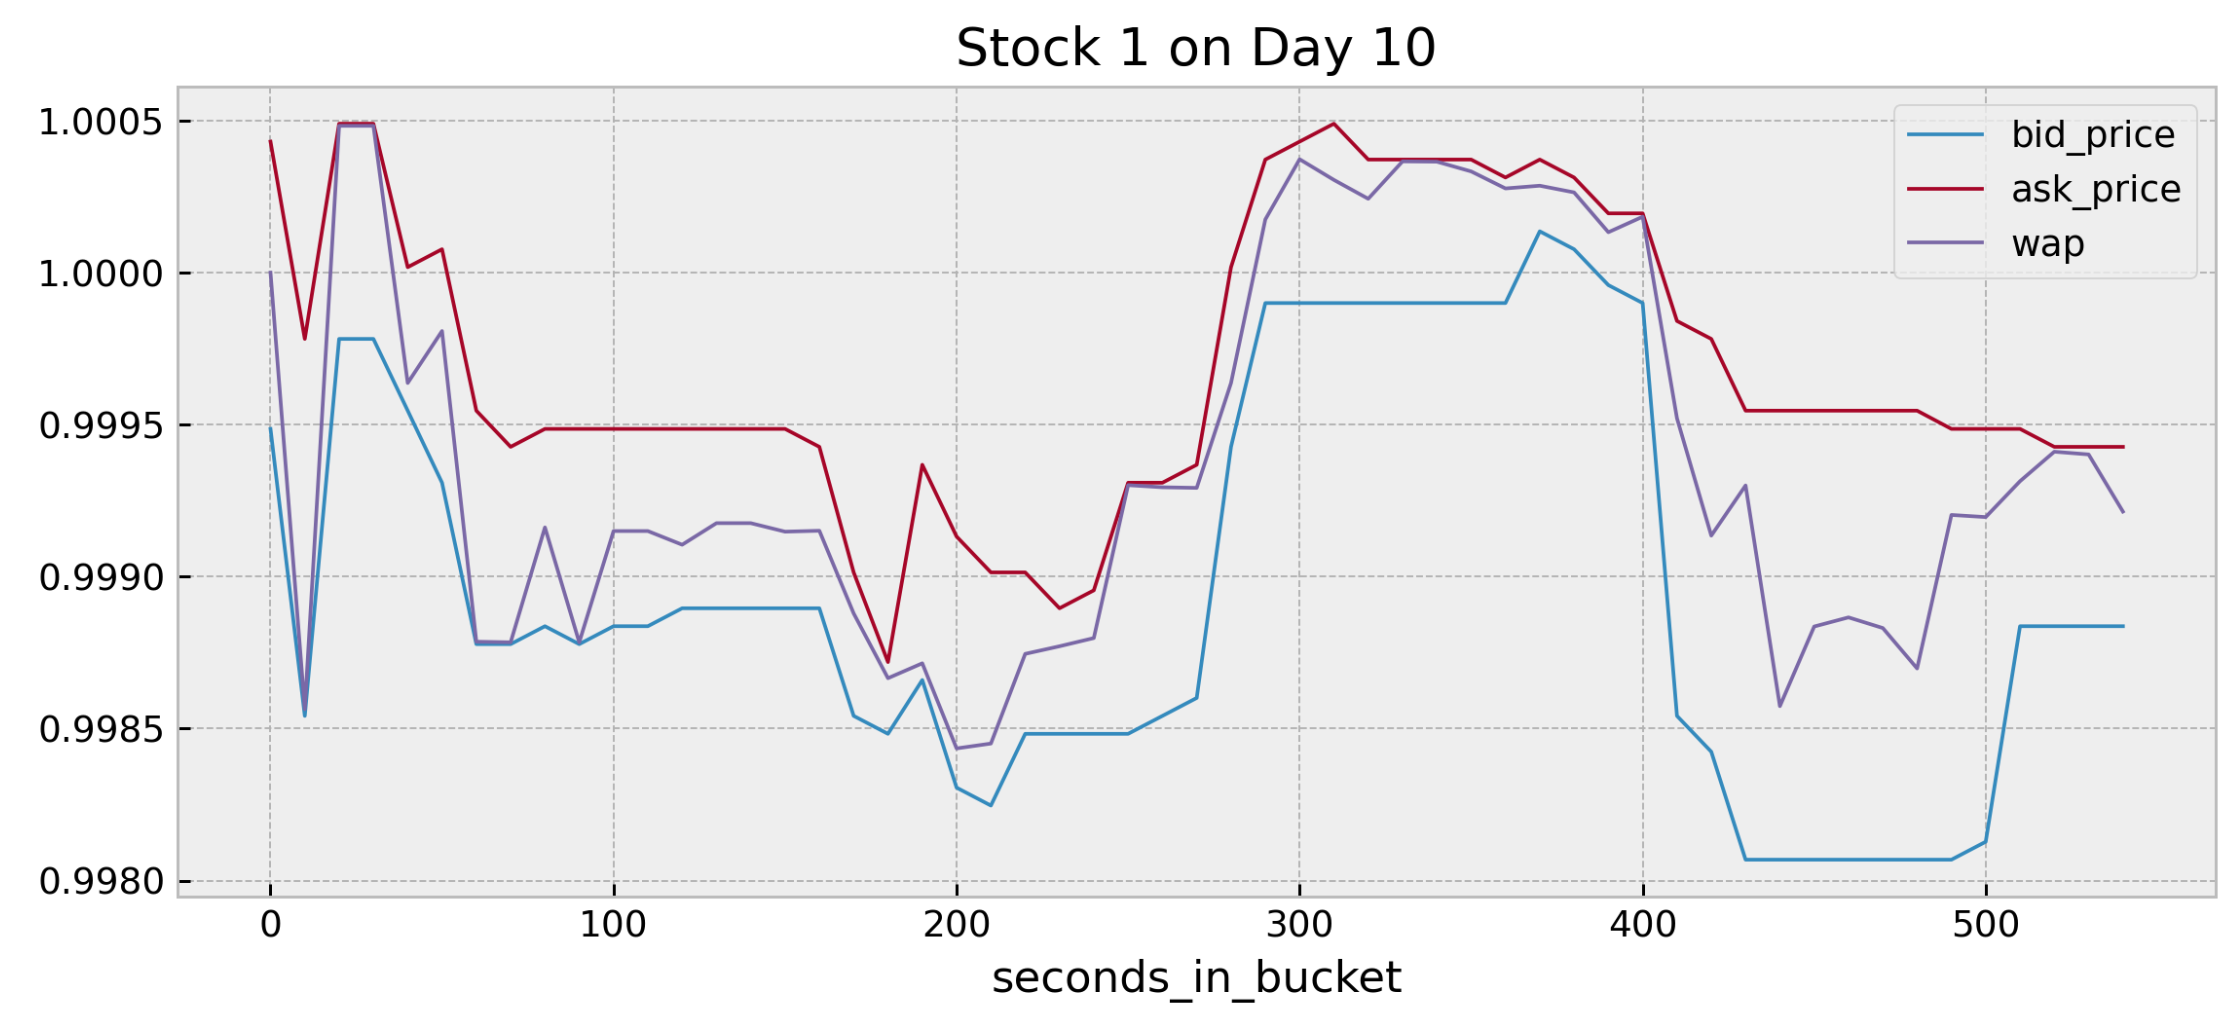 Stock 1 on Day 10
1.0005
1.0000
0.9995
0.9990
0.9985
0.9980
bid_price
ask_price
wap
0 100 200 300 400 500
seconds_in_bucket